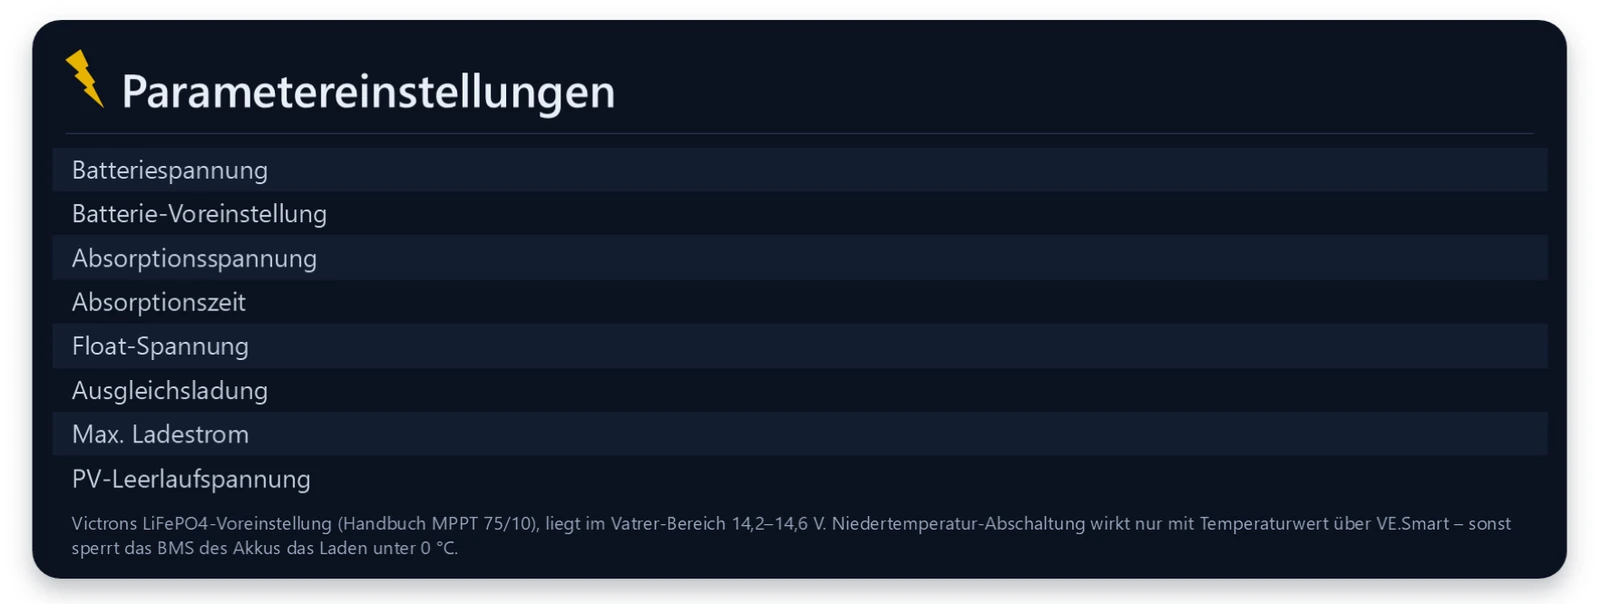 Parametereinstellungen
Batteriespannung
Batterie-Voreinstellung
Absorptionsspannung
Absorptionszeit
Float-Spannung
Ausgleichsladung
Max. Ladestrom
PV-Leerlaufspannung
Victrons LiFePO4-Voreinstellung (Handbuch MPPT 75/10), liegt im Vatrer-Bereich 14,2–14,6 V. Niedertemperatur-Abschaltung wirkt nur mit Temperaturwert über VE.Smart – sonst
sperrt das BMS des Akkus das Laden unter 0 °C.